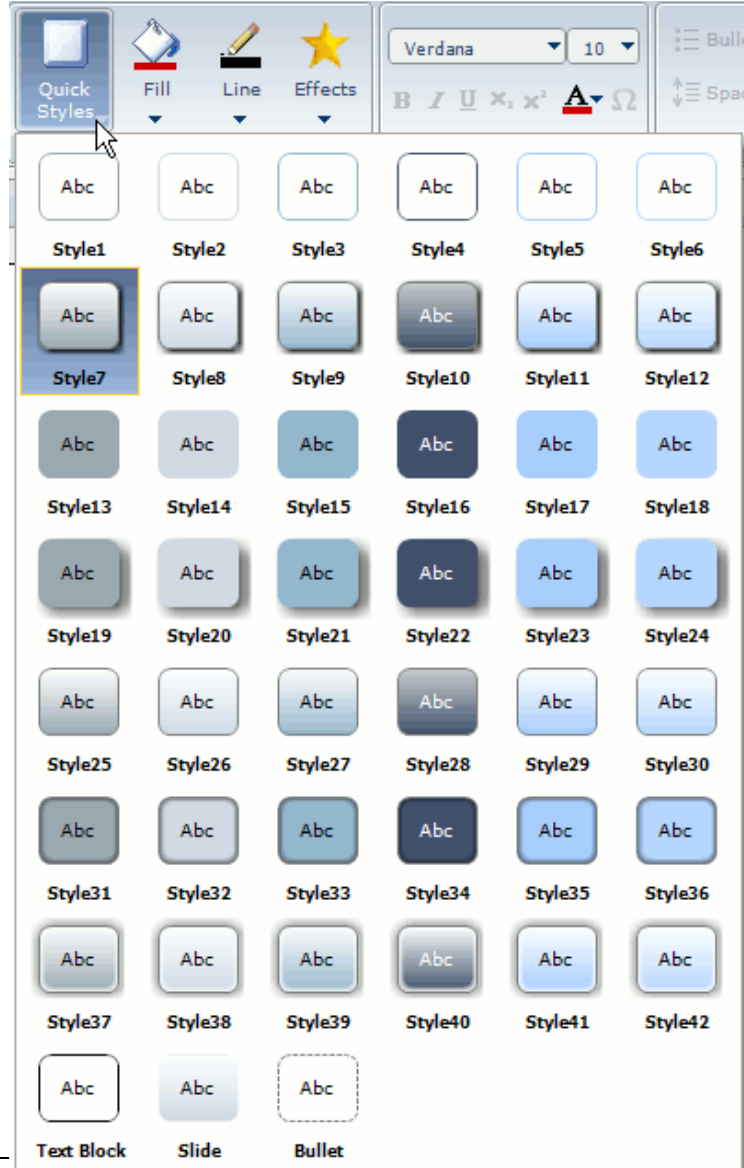 Quick Styles Fill Line Effects Verdana 10
B I U X₂ x² A Ω
Abc Abc Abc Abc Abc Abc
Style1 Style2 Style3 Style4 Style5 Style6
Abc Abc Abc Abc Abc Abc
Style7 Style8 Style9 Style10 Style11 Style12
Abc Abc Abc Abc Abc Abc
Style13 Style14 Style15 Style16 Style17 Style18
Abc Abc Abc Abc Abc Abc
Style19 Style20 Style21 Style22 Style23 Style24
Abc Abc Abc Abc Abc Abc
Style25 Style26 Style27 Style28 Style29 Style30
Abc Abc Abc Abc Abc Abc
Style31 Style32 Style33 Style34 Style35 Style36
Abc Abc Abc Abc Abc Abc
Style37 Style38 Style39 Style40 Style41 Style42
Abc Abc Abc
Text Block Slide Bullet